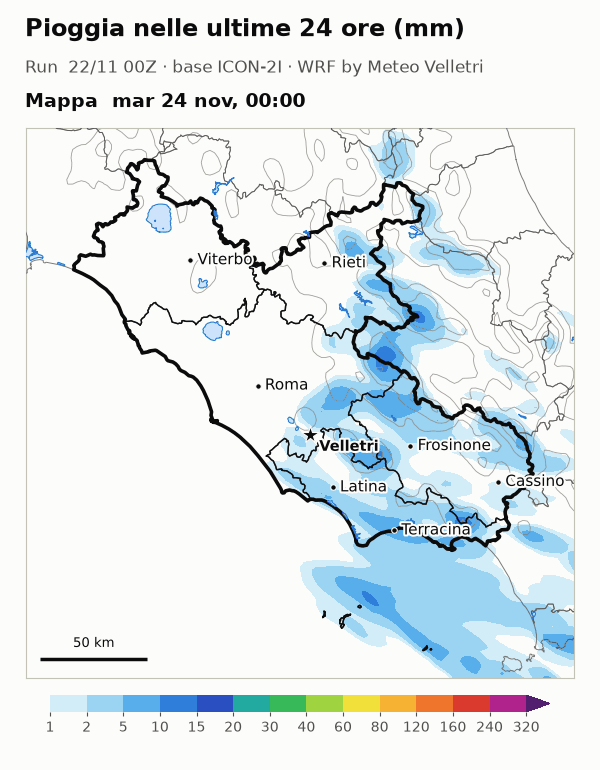 Pioggia nelle ultime 24 ore (mm)
Run  22/11 00Z · base ICON-2I · WRF by Meteo Velletri
Mappa  mar 24 nov, 00:00
Viterbo
Rieti
Roma
Velletri
Frosinone
Latina
Cassino
Terracina
50 km
1 2 5 10 15 20 30 40 60 80 120 160 240 320